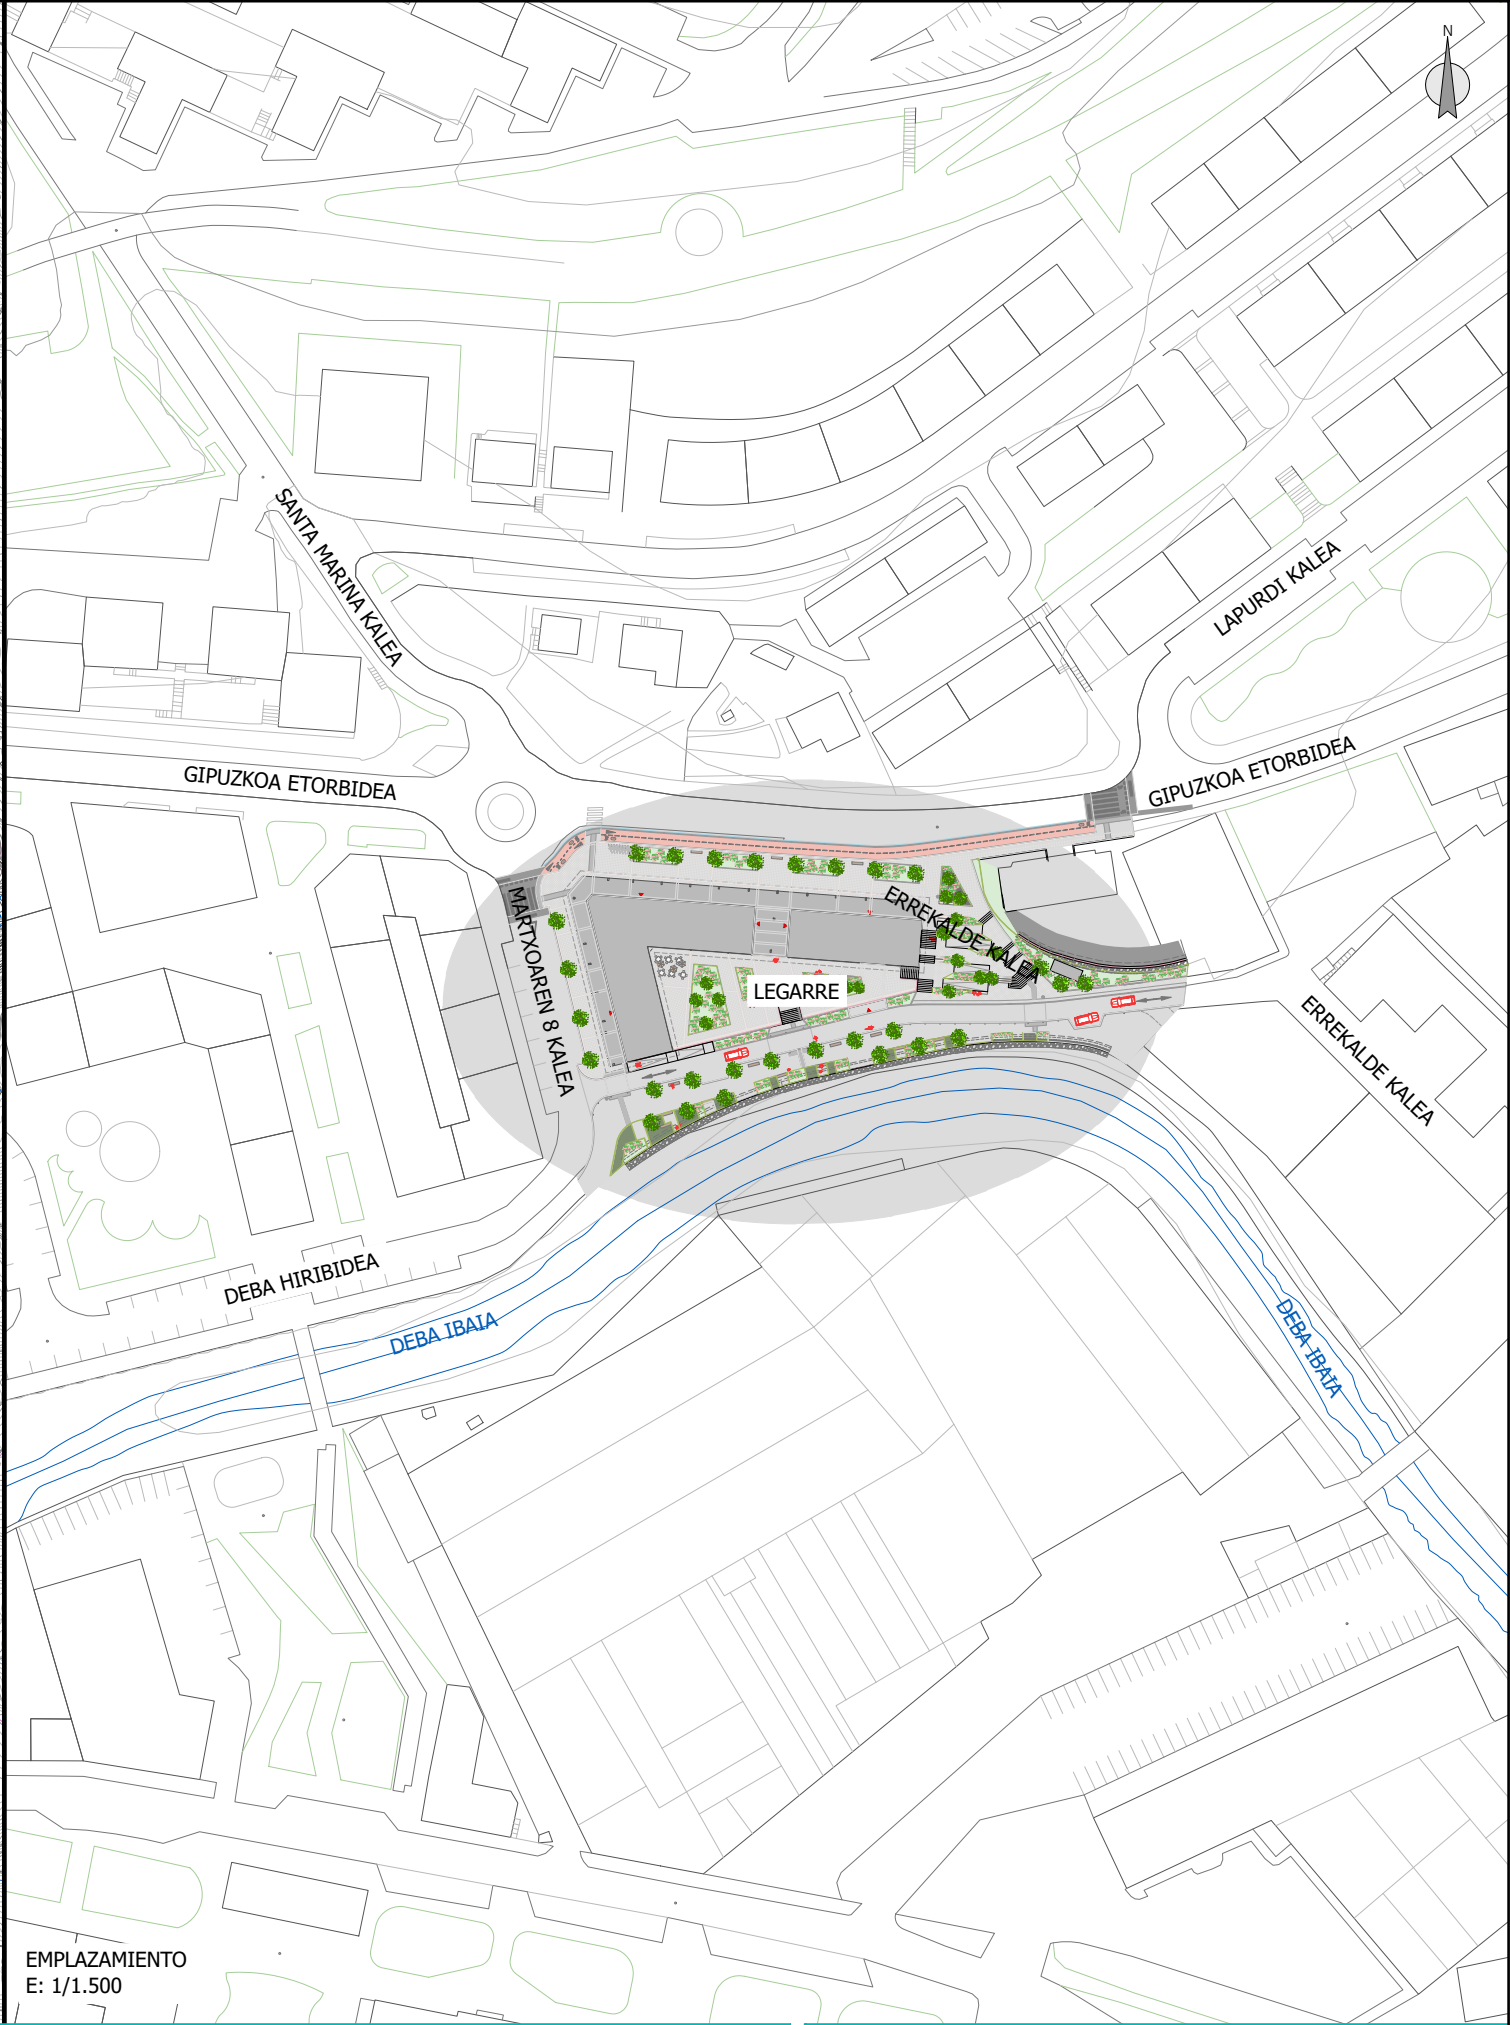 N
SANTA MARINA KALEA
LAPURDI KALEA
GIPUZKOA ETORBIDEA
GIPUZKOA ETORBIDEA
MARTXOAREN 8 KALEA
ERREKALDE KALEA
LEGARRE
ERREKALDE KALEA
DEBA HIRIBIDEA
DEBA IBAIA
DEBA IBAIA
EMPLAZAMIENTO
E: 1/1.500